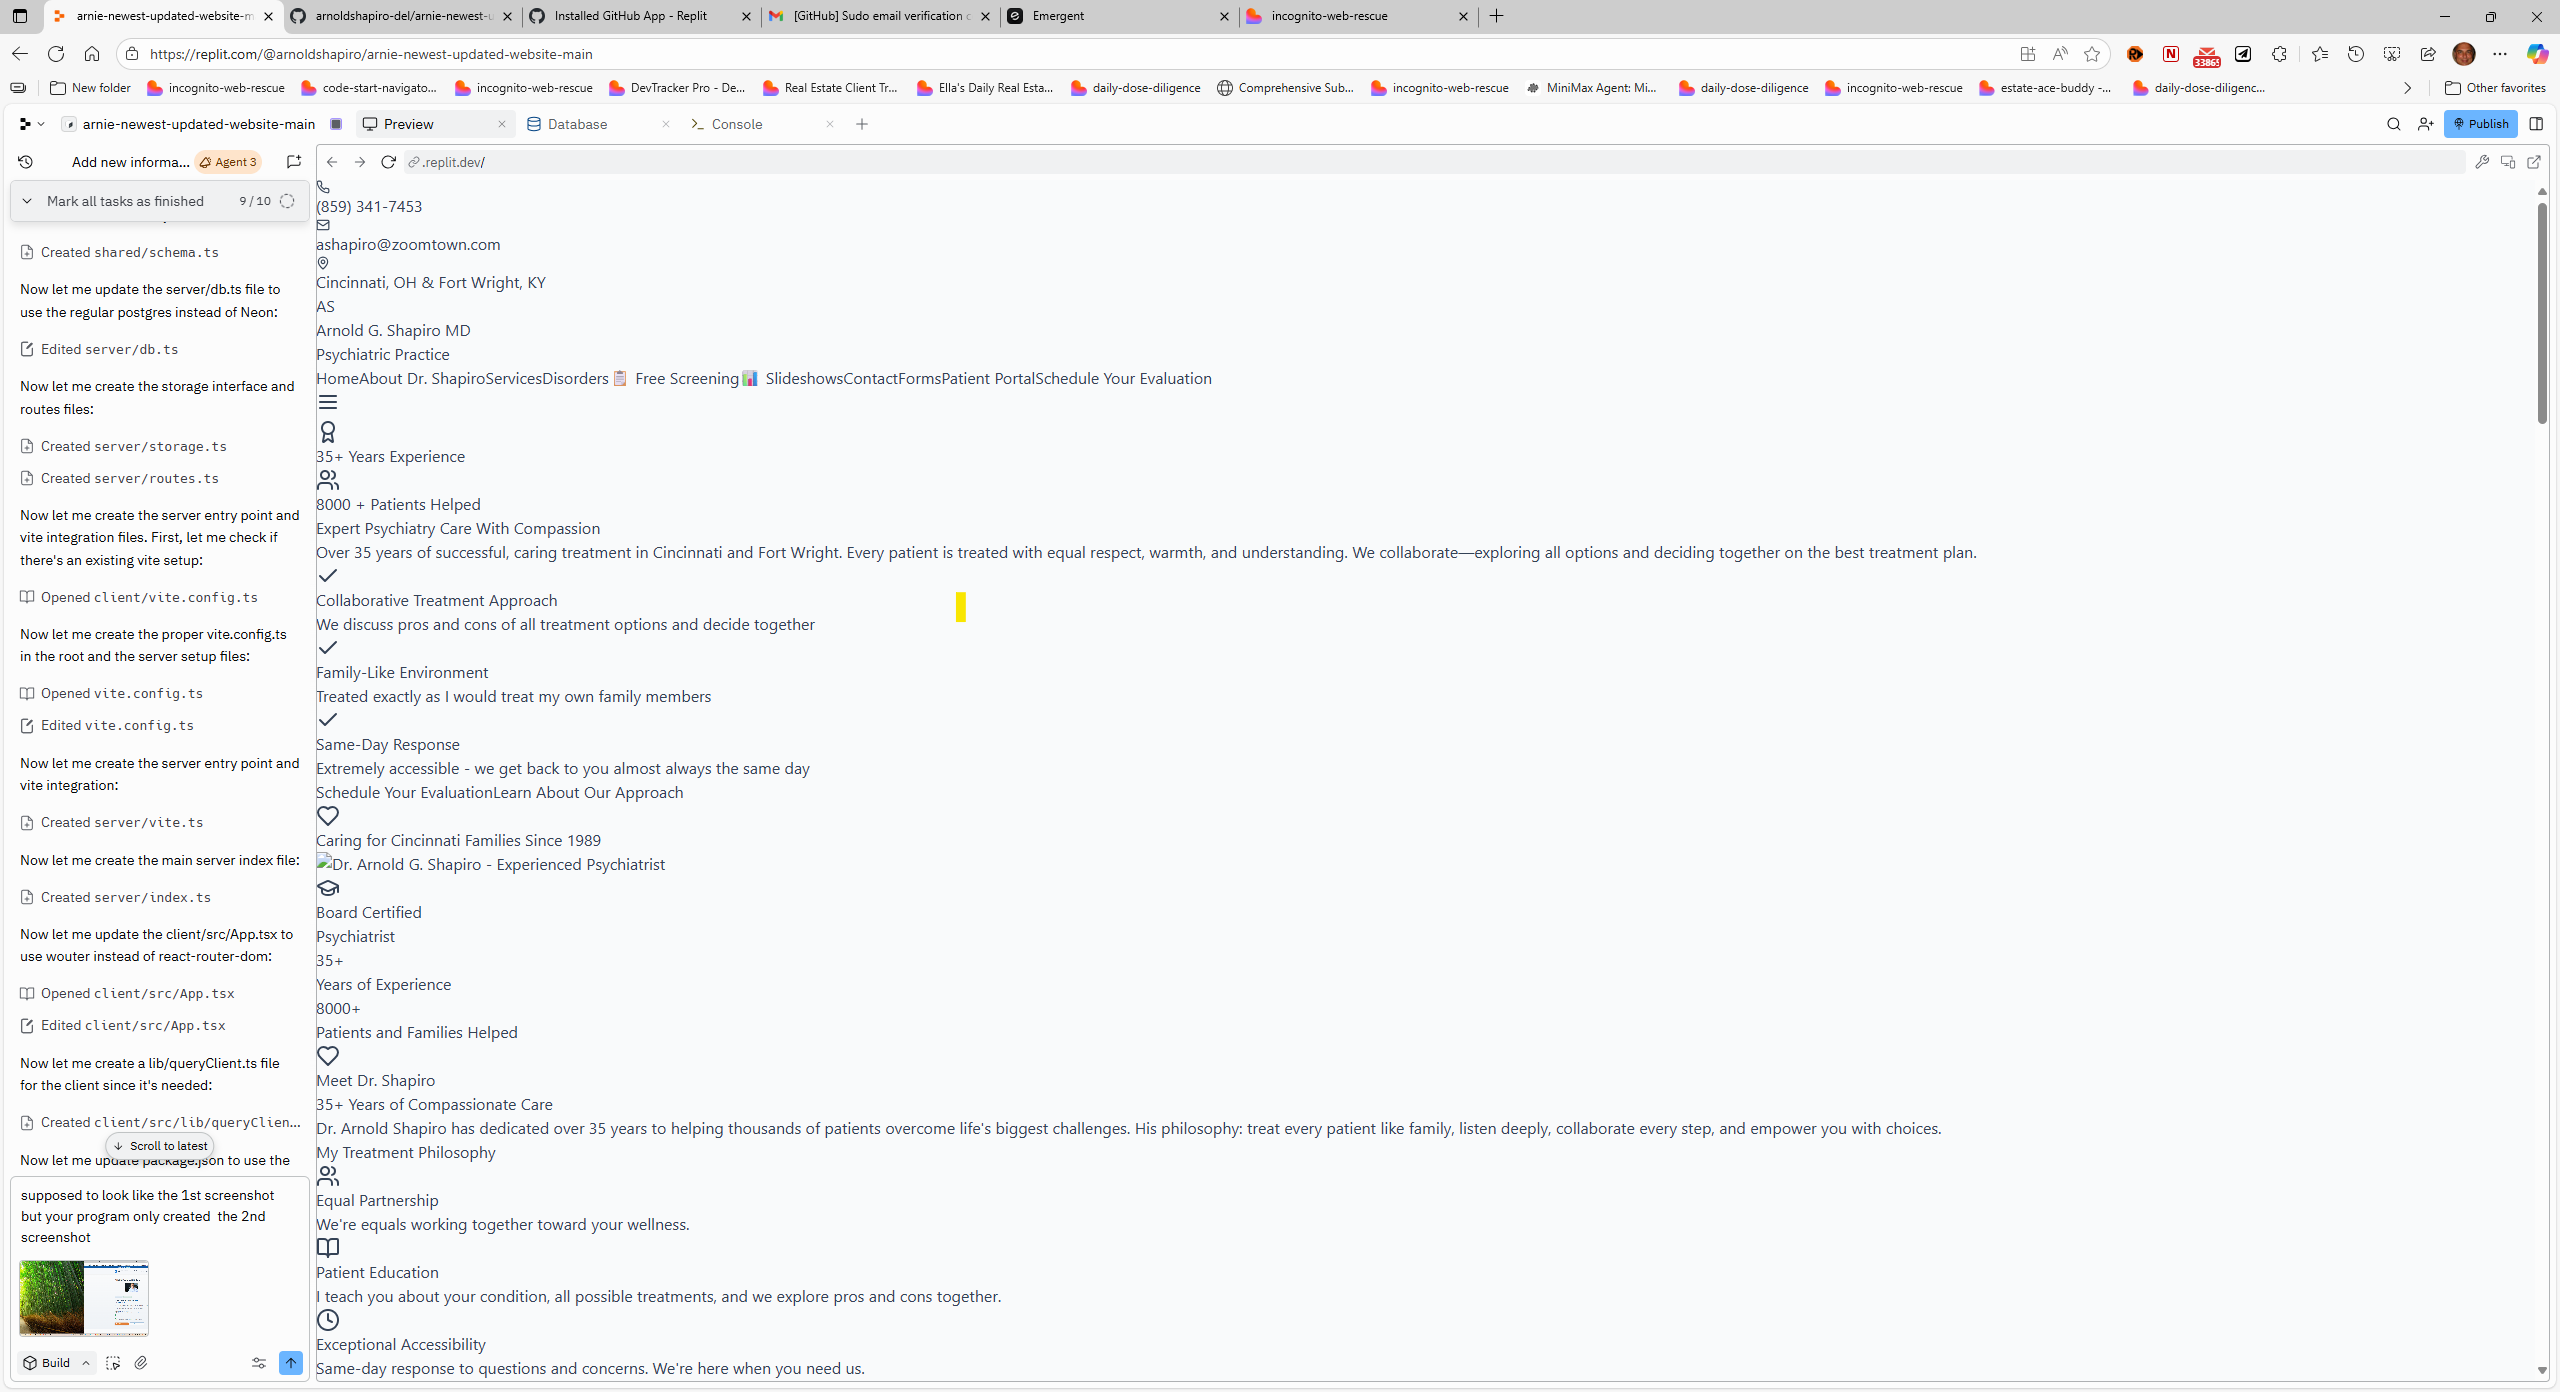 arnie-newest-updated-website-m
arnoldshapiro-del/arnie-newest-u
Installed GitHub App - Replit
[GitHub] Sudo email verification c
Emergent
incognito-web-rescue
https://replit.com/@arnoldshapiro/arnie-newest-updated-website-main
33865
New folder
incognito-web-rescue
code-start-navigato...
incognito-web-rescue
DevTracker Pro - De...
Real Estate Client Tr...
Ella's Daily Real Esta...
daily-dose-diligence
Comprehensive Sub...
incognito-web-rescue
MiniMax Agent: Mi...
daily-dose-diligence
incognito-web-rescue
estate-ace-buddy -...
daily-dose-diligenc...
Other favorites
arnie-newest-updated-website-main
Preview
Database
Console
Publish
Add new informa...
Agent 3
.replit.dev/
Mark all tasks as finished 9 / 10
Created shared/schema.ts
Now let me update the server/db.ts file to
use the regular postgres instead of Neon:
Edited server/db.ts
Now let me create the storage interface and
routes files:
Created server/storage.ts
Created server/routes.ts
Now let me create the server entry point and
vite integration files. First, let me check if
there's an existing vite setup:
Opened client/vite.config.ts
Now let me create the proper vite.config.ts
in the root and the server setup files:
Opened vite.config.ts
Edited vite.config.ts
Now let me create the server entry point and
vite integration:
Created server/vite.ts
Now let me create the main server index file:
Created server/index.ts
Now let me update the client/src/App.tsx to
use wouter instead of react-router-dom:
Opened client/src/App.tsx
Edited client/src/App.tsx
Now let me create a lib/queryClient.ts file
for the client since it's needed:
Created client/src/lib/queryClien...
Scroll to latest
Now let me update package.json to use the
supposed to look like the 1st screenshot
but your program only created the 2nd
screenshot
Build
(859) 341-7453
ashapiro@zoomtown.com
Cincinnati, OH & Fort Wright, KY
AS
Arnold G. Shapiro MD
Psychiatric Practice
HomeAbout Dr. ShapiroServicesDisorders📋 Free Screening📊 SlideshowsContactFormsPatient PortalSchedule Your Evaluation
35+ Years Experience
8000 + Patients Helped
Expert Psychiatry Care With Compassion
Over 35 years of successful, caring treatment in Cincinnati and Fort Wright. Every patient is treated with equal respect, warmth, and understanding. We collaborate—exploring all options and deciding together on the best treatment plan.
Collaborative Treatment Approach
We discuss pros and cons of all treatment options and decide together
Family-Like Environment
Treated exactly as I would treat my own family members
Same-Day Response
Extremely accessible - we get back to you almost always the same day
Schedule Your EvaluationLearn About Our Approach
Caring for Cincinnati Families Since 1989
Dr. Arnold G. Shapiro - Experienced Psychiatrist
Board Certified
Psychiatrist
35+
Years of Experience
8000+
Patients and Families Helped
Meet Dr. Shapiro
35+ Years of Compassionate Care
Dr. Arnold Shapiro has dedicated over 35 years to helping thousands of patients overcome life's biggest challenges. His philosophy: treat every patient like family, listen deeply, collaborate every step, and empower you with choices.
My Treatment Philosophy
Equal Partnership
We're equals working together toward your wellness.
Patient Education
I teach you about your condition, all possible treatments, and we explore pros and cons together.
Exceptional Accessibility
Same-day response to questions and concerns. We're here when you need us.